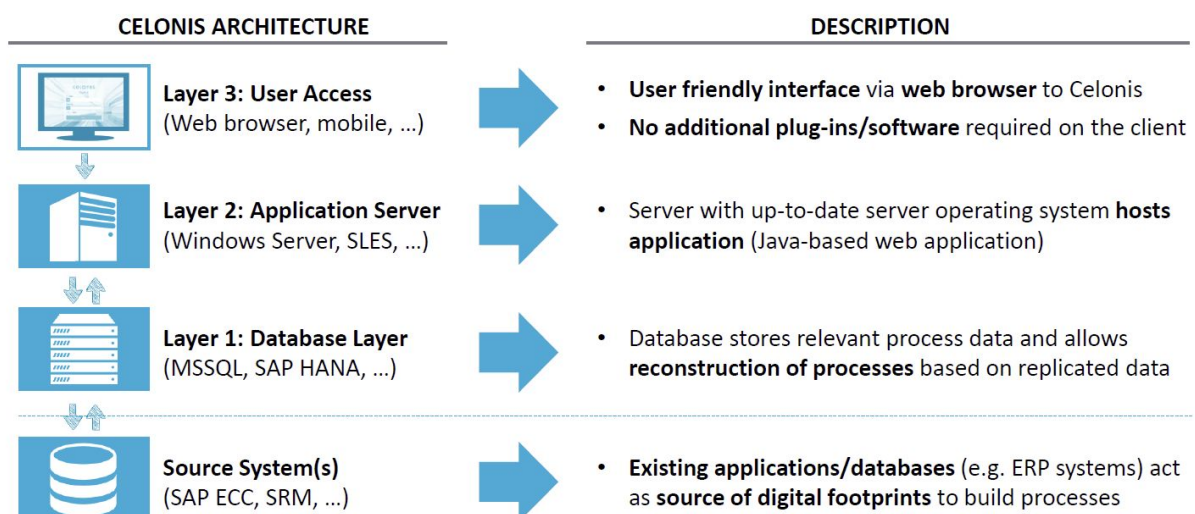 CELONIS ARCHITECTURE
DESCRIPTION
Layer 3: User Access
(Web browser, mobile, ...)
• User friendly interface via web browser to Celonis
• No additional plug-ins/software required on the client
Layer 2: Application Server
(Windows Server, SLES, ...)
• Server with up-to-date server operating system hosts
application (Java-based web application)
Layer 1: Database Layer
(MSSQL, SAP HANA, ...)
• Database stores relevant process data and allows
reconstruction of processes based on replicated data
Source System(s)
(SAP ECC, SRM, ...)
• Existing applications/databases (e.g. ERP systems) act
as source of digital footprints to build processes